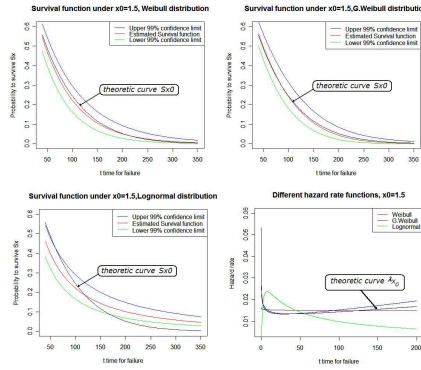 Survival function under x0=1.5, Weibull distribution
Upper 99% confidence limit
Estimated Survival function
Lower 99% confidence limit
theoretic curve Sx0
Probability to survive Sx
0.0 0.1 0.2 0.3 0.4 0.5 0.6
50 100 150 200 250 300 350
t time for failure
Survival function under x0=1.5,G.Weibull distributio
Upper 99% confidence limit
Estimated Survival function
Lower 99% confidence limit
theoretic curve Sx0
Probability to survive Sx
0.0 0.1 0.2 0.3 0.4 0.5 0.6
50 100 150 200 250 300 350
t time for failure
Survival function under x0=1.5,Lognormal distribution
Upper 99% confidence limit
Estimated Survival function
Lower 99% confidence limit
theoretic curve Sx0
Probability to survive Sx
0.0 0.1 0.2 0.3 0.4 0.5 0.6
50 100 150 200 250 300 350
t time for failure
Different hazard rate functions, x0=1.5
Weibull
G.Weibull
Lognormal
theoretic curve
Hazard rate
0.01 0.02 0.03 0.04 0.05 0.06
0 50 100 150 200
t time for failure